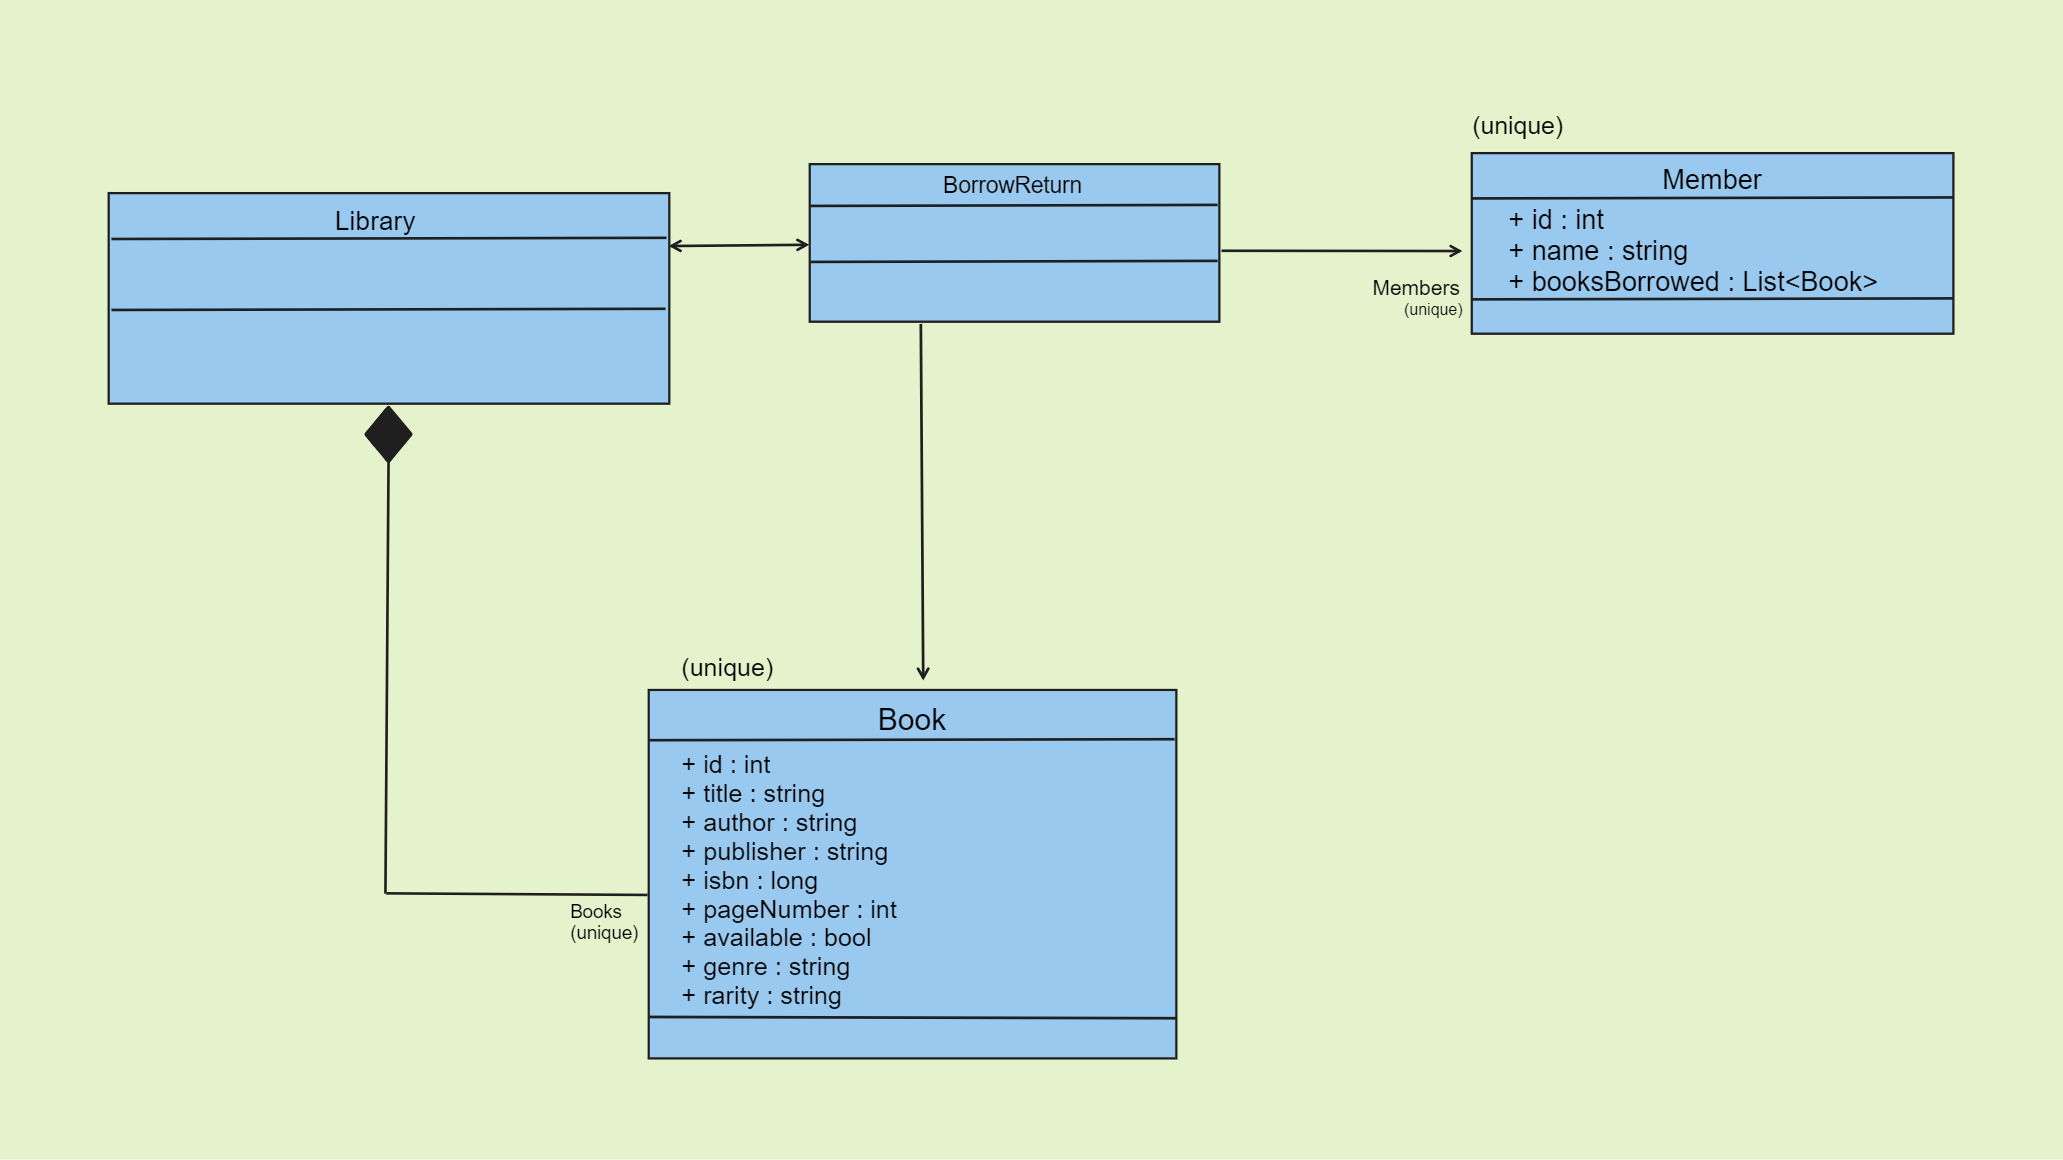 Library
BorrowReturn
(unique)
Member
+ id : int
+ name : string
+ booksBorrowed : List<Book>
Members
(unique)
(unique)
Book
+ id : int
+ title : string
+ author : string
+ publisher : string
+ isbn : long
+ pageNumber : int
+ available : bool
+ genre : string
+ rarity : string
Books
(unique)